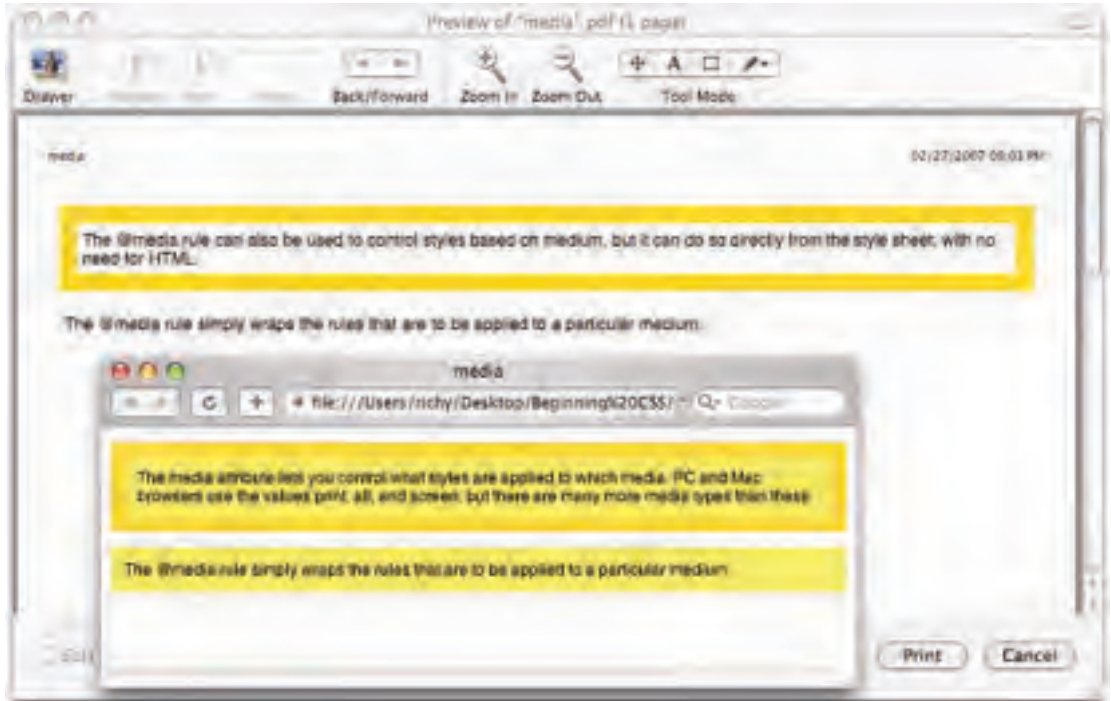 Preview of "media".pdf (1 page)
Drawer
Back/Forward
Zoom In
Zoom Out
Tool Mode
media
02/27/2007 09:03 PM
The @media rule can also be used to control styles based on medium, but it can do so directly from the style sheet, with no
need for HTML.
The @media rule simply wraps the rules that are to be applied to a particular medium.
media
file:///Users/richy/Desktop/Beginning%20CSS/
Google
The media attribute lets you control what styles are applied to which media. PC and Mac
browsers use the values print, all, and screen, but there are many more media types than these.
The @media rule simply wraps the rules that are to be applied to a particular medium.
Print
Cancel